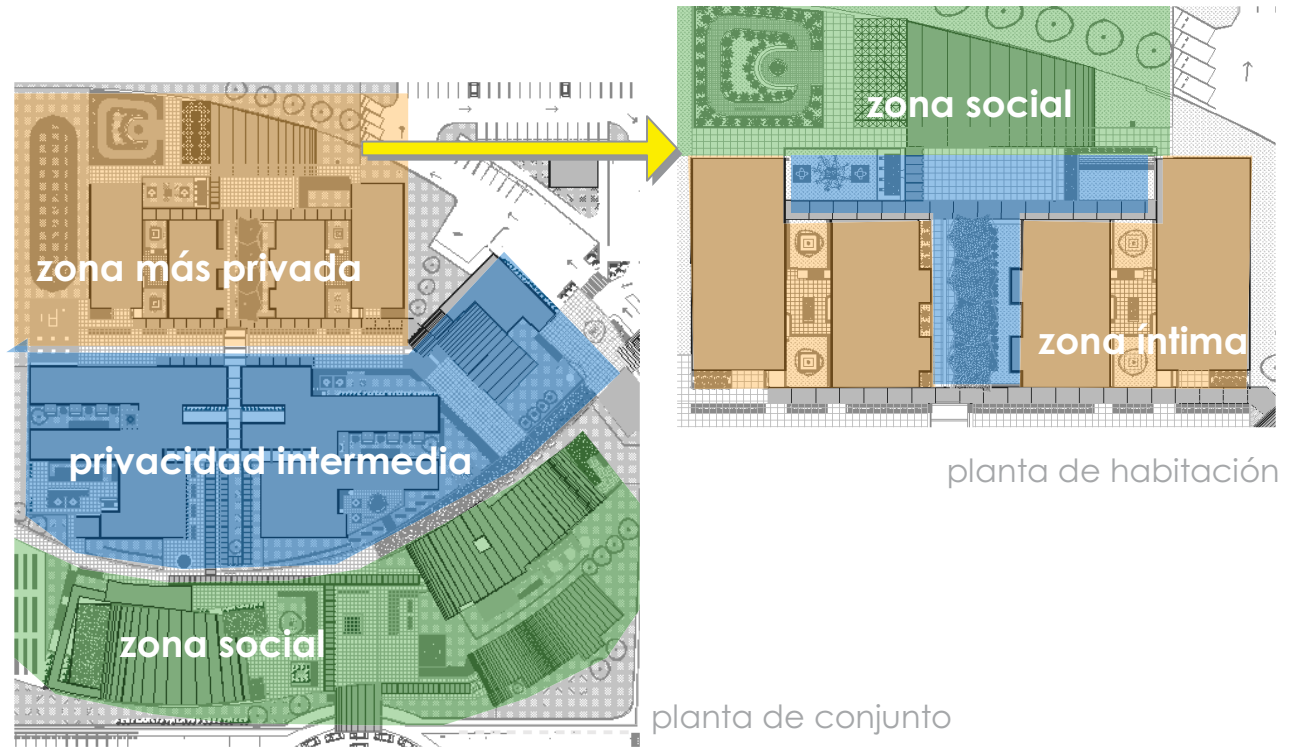 zona social
zona más privada
zona íntima
privacidad intermedia
planta de habitación
zona social
planta de conjunto